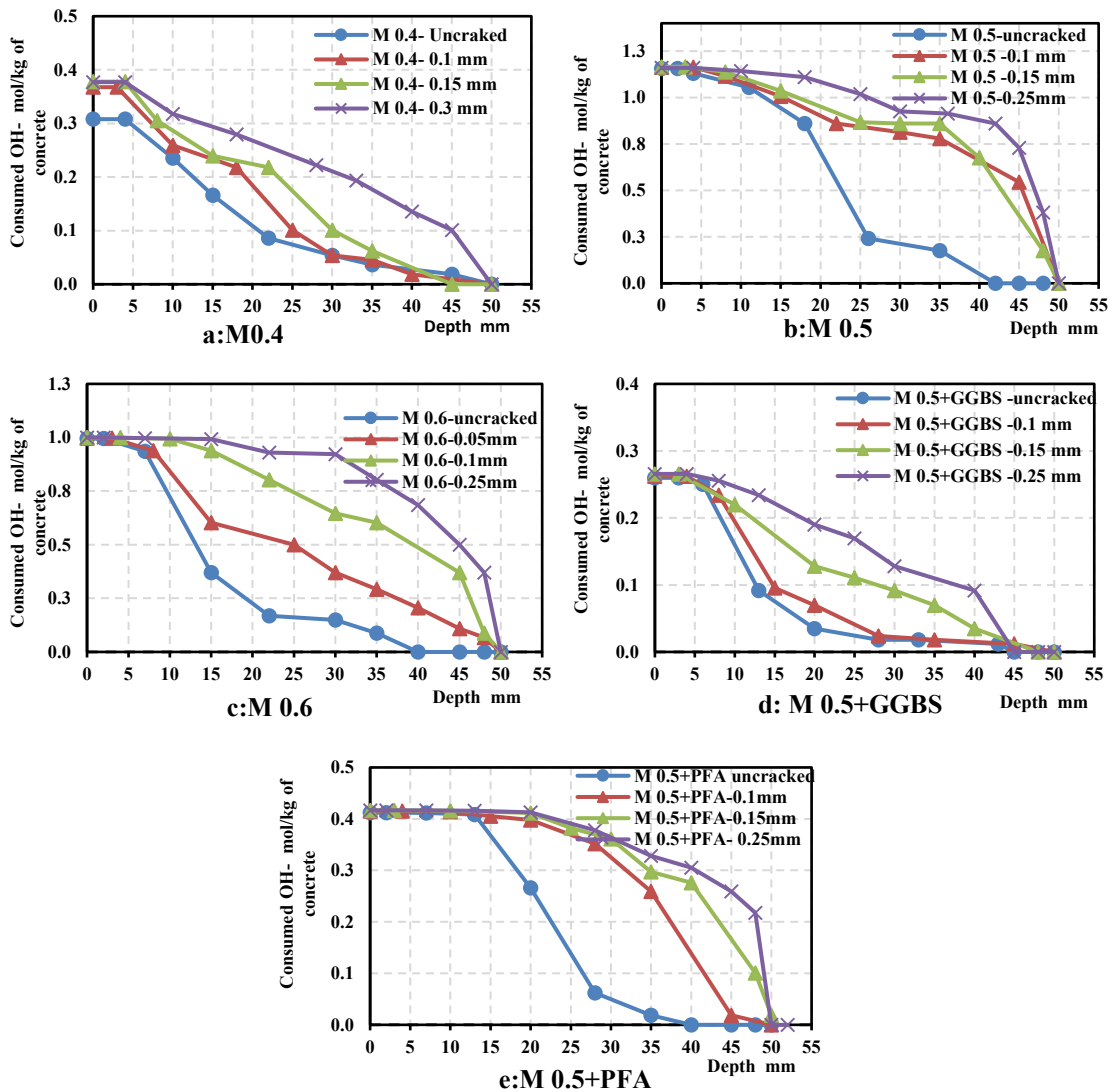 Consumed OH- mol/kg of
concrete
0.5
0.4
0.3
0.2
0.1
0.0
M 0.4- Uncraked
M 0.4- 0.1 mm
M 0.4- 0.15 mm
M 0.4- 0.3 mm
0 5 10 15 20 25 30 35 40 45 50 55
Depth mm
a:M0.4
Consumed OH- mol/kg of
concrete
1.3
1.0
0.8
0.5
0.3
0.0
M 0.5-uncracked
M 0.5 -0.1 mm
M 0.5 -0.15 mm
M 0.5-0.25mm
0 5 10 15 20 25 30 35 40 45 50 55
Depth mm
b:M 0.5
Consumed OH- mol/kg of
concrete
1.3
1.0
0.8
0.5
0.3
0.0
M 0.6-uncracked
M 0.6-0.05mm
M 0.6-0.1mm
M 0.6-0.25mm
0 5 10 15 20 25 30 35 40 45 50 55
Depth mm
c:M 0.6
Consumed OH- mol/kg of
concrete
0.4
0.3
0.2
0.1
0.0
M 0.5+GGBS -uncracked
M 0.5+GGBS -0.1 mm
M 0.5+GGBS -0.15 mm
M 0.5+GGBS -0.25 mm
0 5 10 15 20 25 30 35 40 45 50 55
Depth mm
d: M 0.5+GGBS
Consumed OH- mol/kg of
concrete
0.5
0.4
0.3
0.2
0.1
0.0
M 0.5+PFA uncracked
M 0.5+PFA-0.1mm
M 0.5+PFA-0.15mm
M 0.5+PFA- 0.25mm
0 5 10 15 20 25 30 35 40 45 50 55
Depth mm
e:M 0.5+PFA